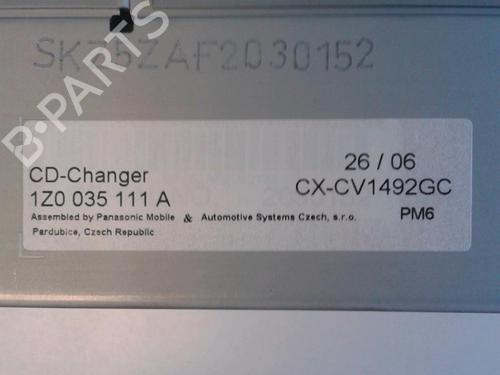 SKZ5ZAF2030152
B-PARTS
CD-Changer
26 / 06
1Z0 035 111 A
CX-CV1492GC
Assembled by Panasonic Mobile & Automotive Systems Czech, s.r.o.
PM6
Pardubice, Czech Republic